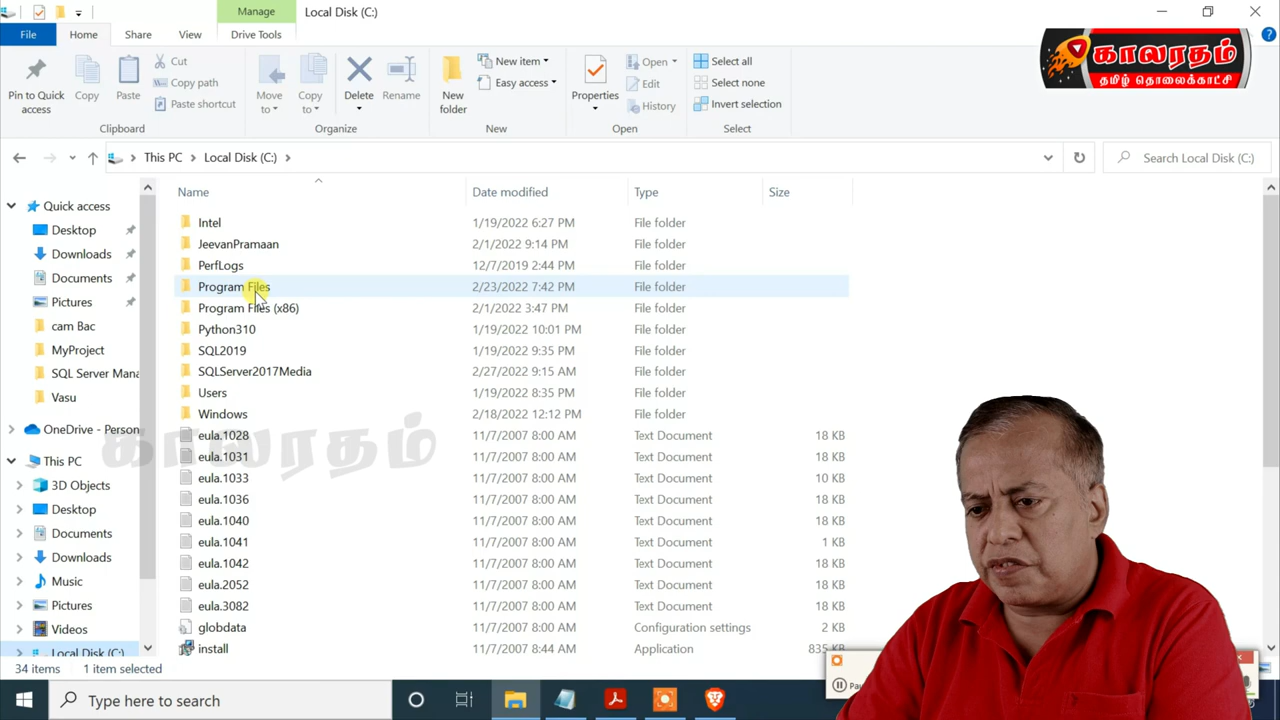 Manage
Local Disk (C:)
File
Home
Share
View
Drive Tools
Pin to Quick access
Copy
Paste
Cut
Copy path
Paste shortcut
Clipboard
Move to
Copy to
Delete
Rename
Organize
New folder
New item
Easy access
New
Properties
Open
Edit
History
Open
Select all
Select none
Invert selection
Select
காலரதம்
தமிழ் தொலைக்காட்சி
This PC
Local Disk (C:)
Search Local Disk (C:)
Quick access
Desktop
Downloads
Documents
Pictures
cam Bac
MyProject
SQL Server Mana
Vasu
OneDrive - Person
This PC
3D Objects
Desktop
Documents
Downloads
Music
Pictures
Videos
Local Disk (C:)
Name Date modified Type Size
Intel 1/19/2022 6:27 PM File folder
JeevanPramaan 2/1/2022 9:14 PM File folder
PerfLogs 12/7/2019 2:44 PM File folder
Program Files 2/23/2022 7:42 PM File folder
Program Files (x86) 2/1/2022 3:47 PM File folder
Python310 1/19/2022 10:01 PM File folder
SQL2019 1/19/2022 9:35 PM File folder
SQLServer2017Media 2/27/2022 9:15 AM File folder
Users 1/19/2022 8:35 PM File folder
Windows 2/18/2022 12:12 PM File folder
eula.1028 11/7/2007 8:00 AM Text Document 18 KB
eula.1031 11/7/2007 8:00 AM Text Document 18 KB
eula.1033 11/7/2007 8:00 AM Text Document 10 KB
eula.1036 11/7/2007 8:00 AM Text Document 18 KB
eula.1040 11/7/2007 8:00 AM Text Document 18 KB
eula.1041 11/7/2007 8:00 AM Text Document 1 KB
eula.1042 11/7/2007 8:00 AM Text Document 18 KB
eula.2052 11/7/2007 8:00 AM Text Document 18 KB
eula.3082 11/7/2007 8:00 AM Text Document 18 KB
globdata 11/7/2007 8:00 AM Configuration settings 2 KB
install 11/7/2007 8:44 AM Application 835 KB
காலரதம்
34 items 1 item selected
Type here to search